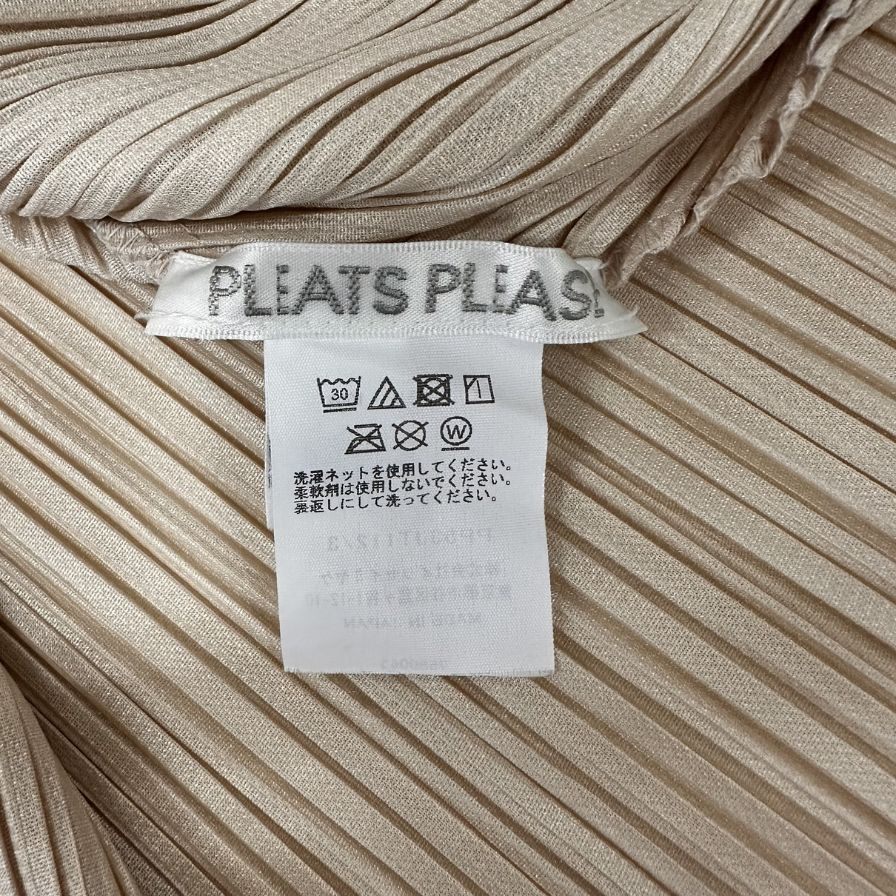 PLEATS PLEASE
30
W
洗濯ネットを使用してください。
柔軟剤は使用しないでください。
裏返しにして洗ってください。
MADE IN JAPAN